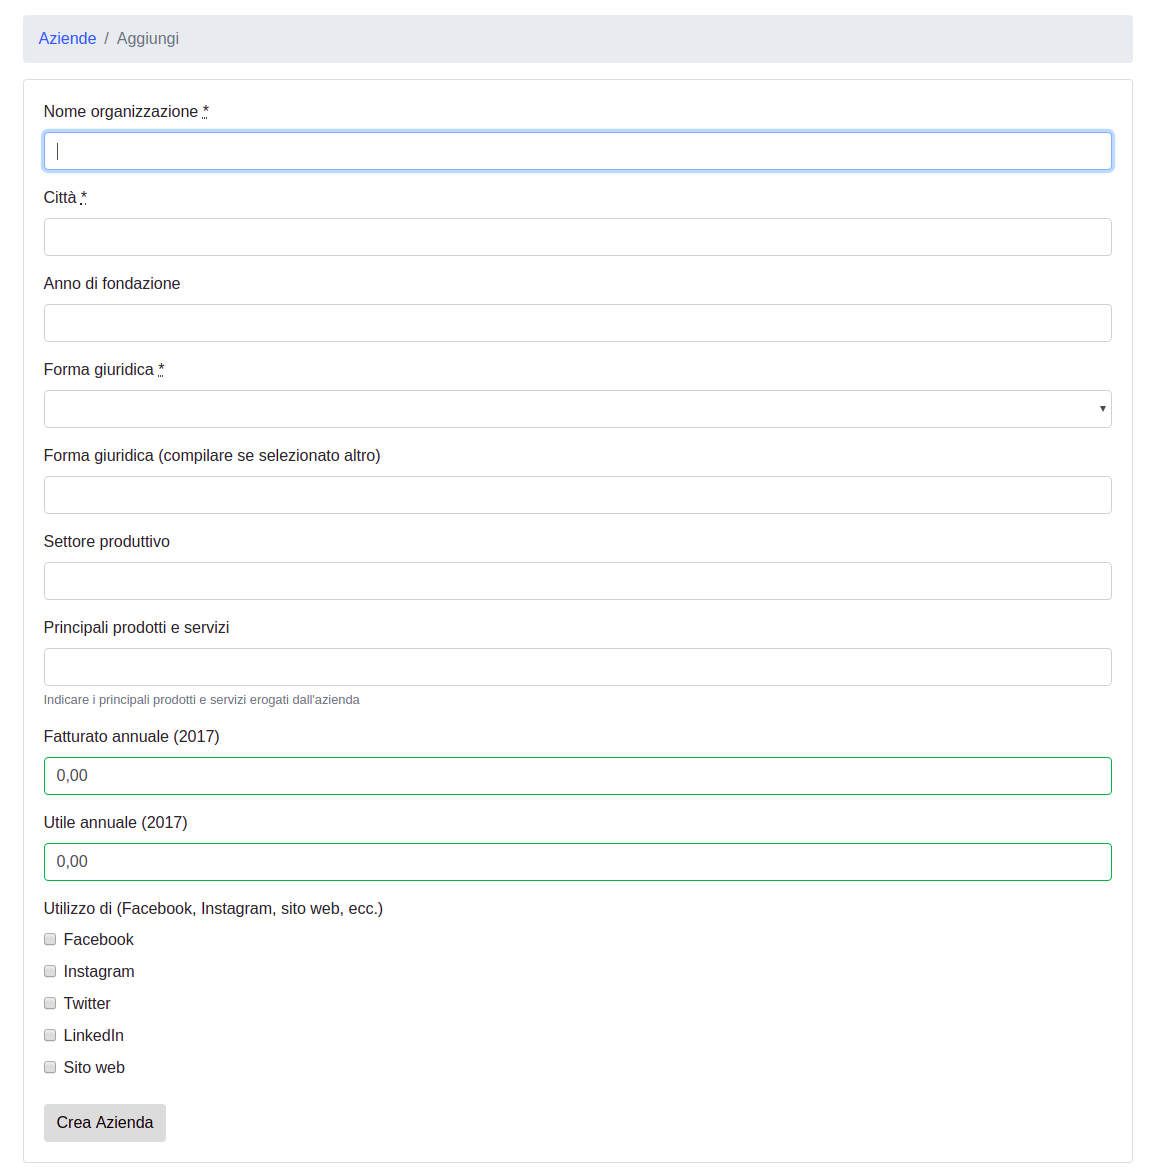 Aziende / Aggiungi
Nome organizzazione *
Città *
Anno di fondazione
Forma giuridica *
Forma giuridica (compilare se selezionato altro)
Settore produttivo
Principali prodotti e servizi
Indicare i principali prodotti e servizi erogati dall'azienda
Fatturato annuale (2017)
0,00
Utile annuale (2017)
0,00
Utilizzo di (Facebook, Instagram, sito web, ecc.)
Facebook
Instagram
Twitter
LinkedIn
Sito web
Crea Azienda